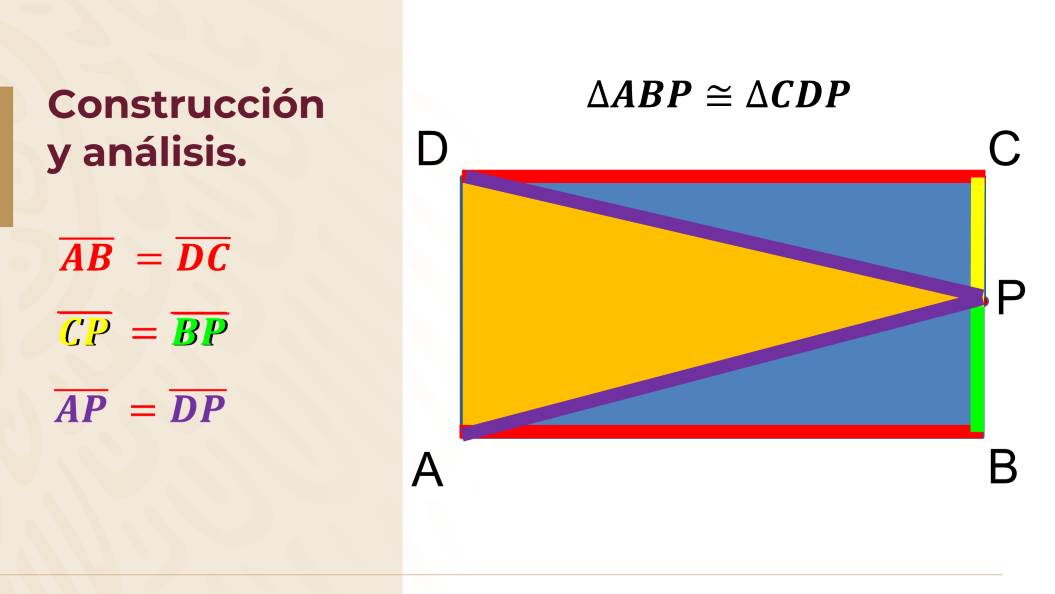 Construcción
y análisis.
AB = DC
CP = BP
AP = DP
ΔABP ≅ ΔCDP
D
C
P
A
B